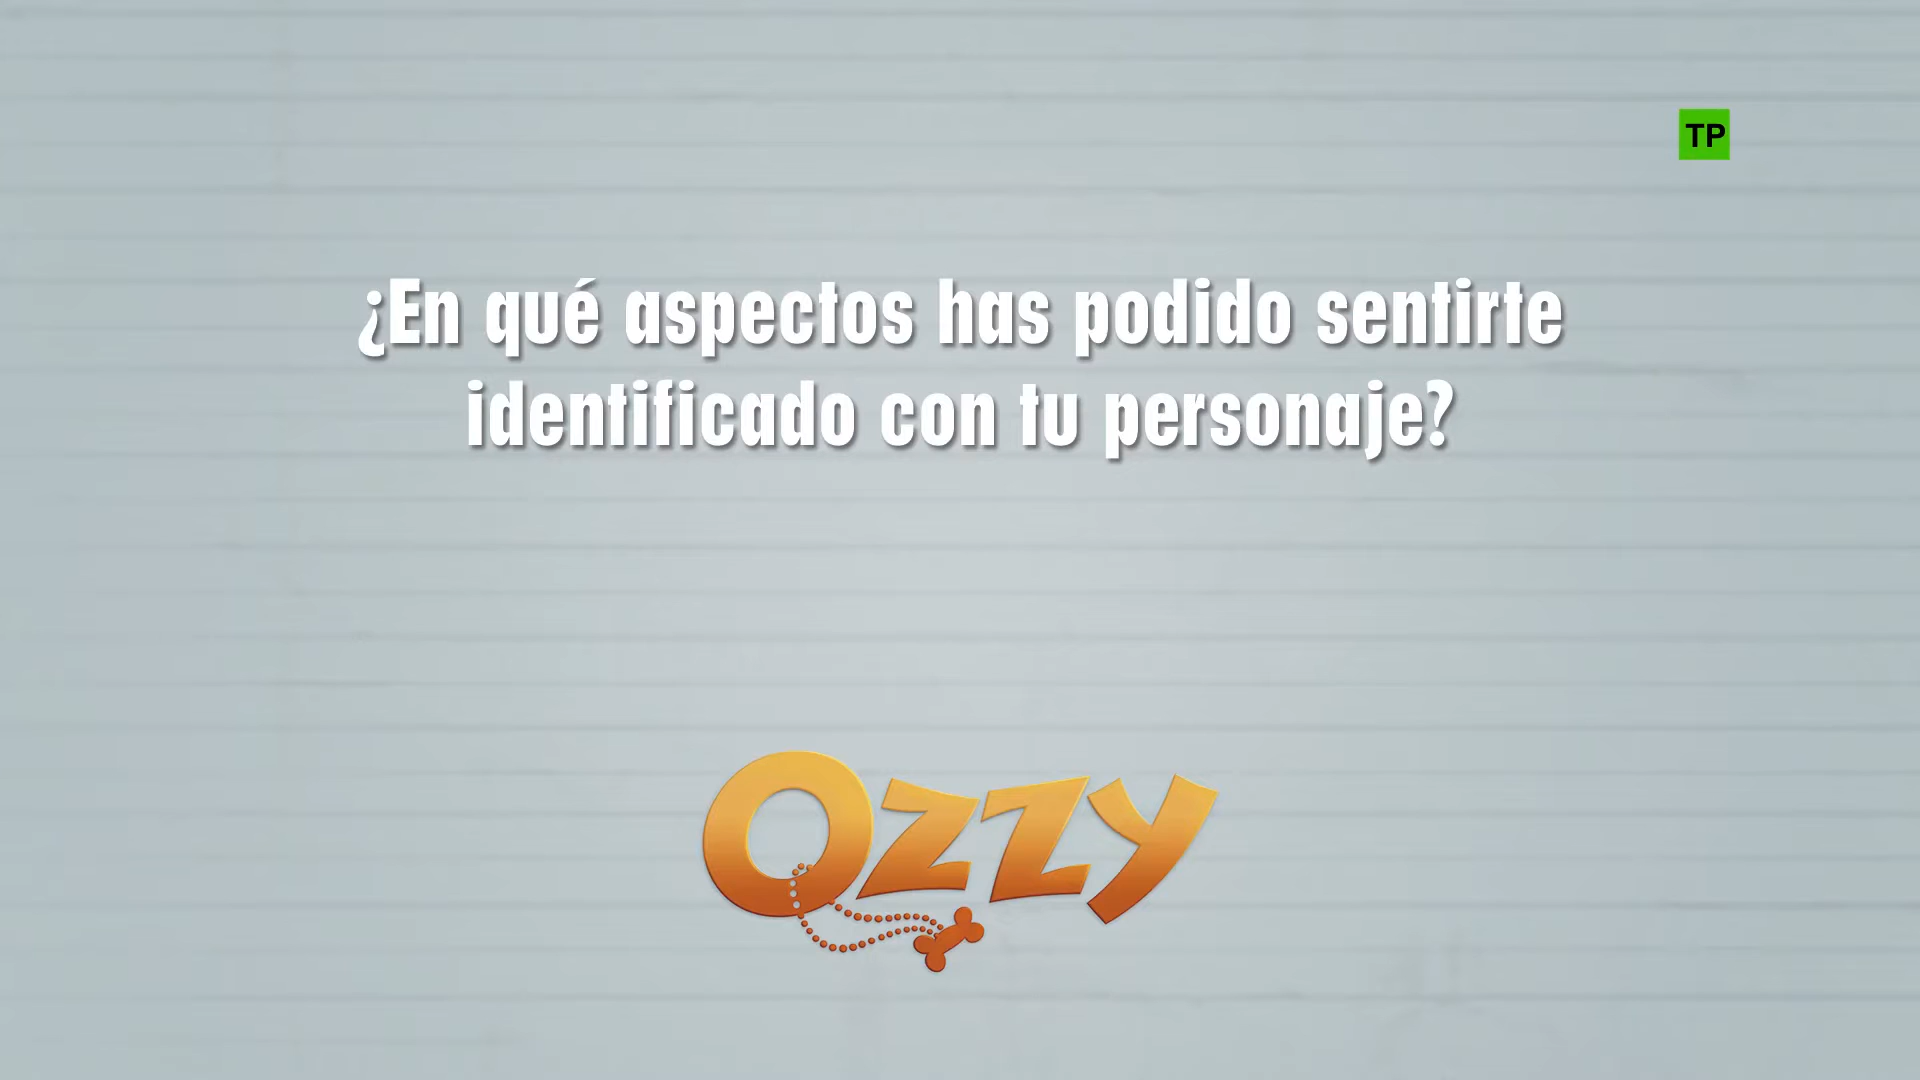 TP
¿En qué aspectos has podido sentirte
identificado con tu personaje?
Ozzy